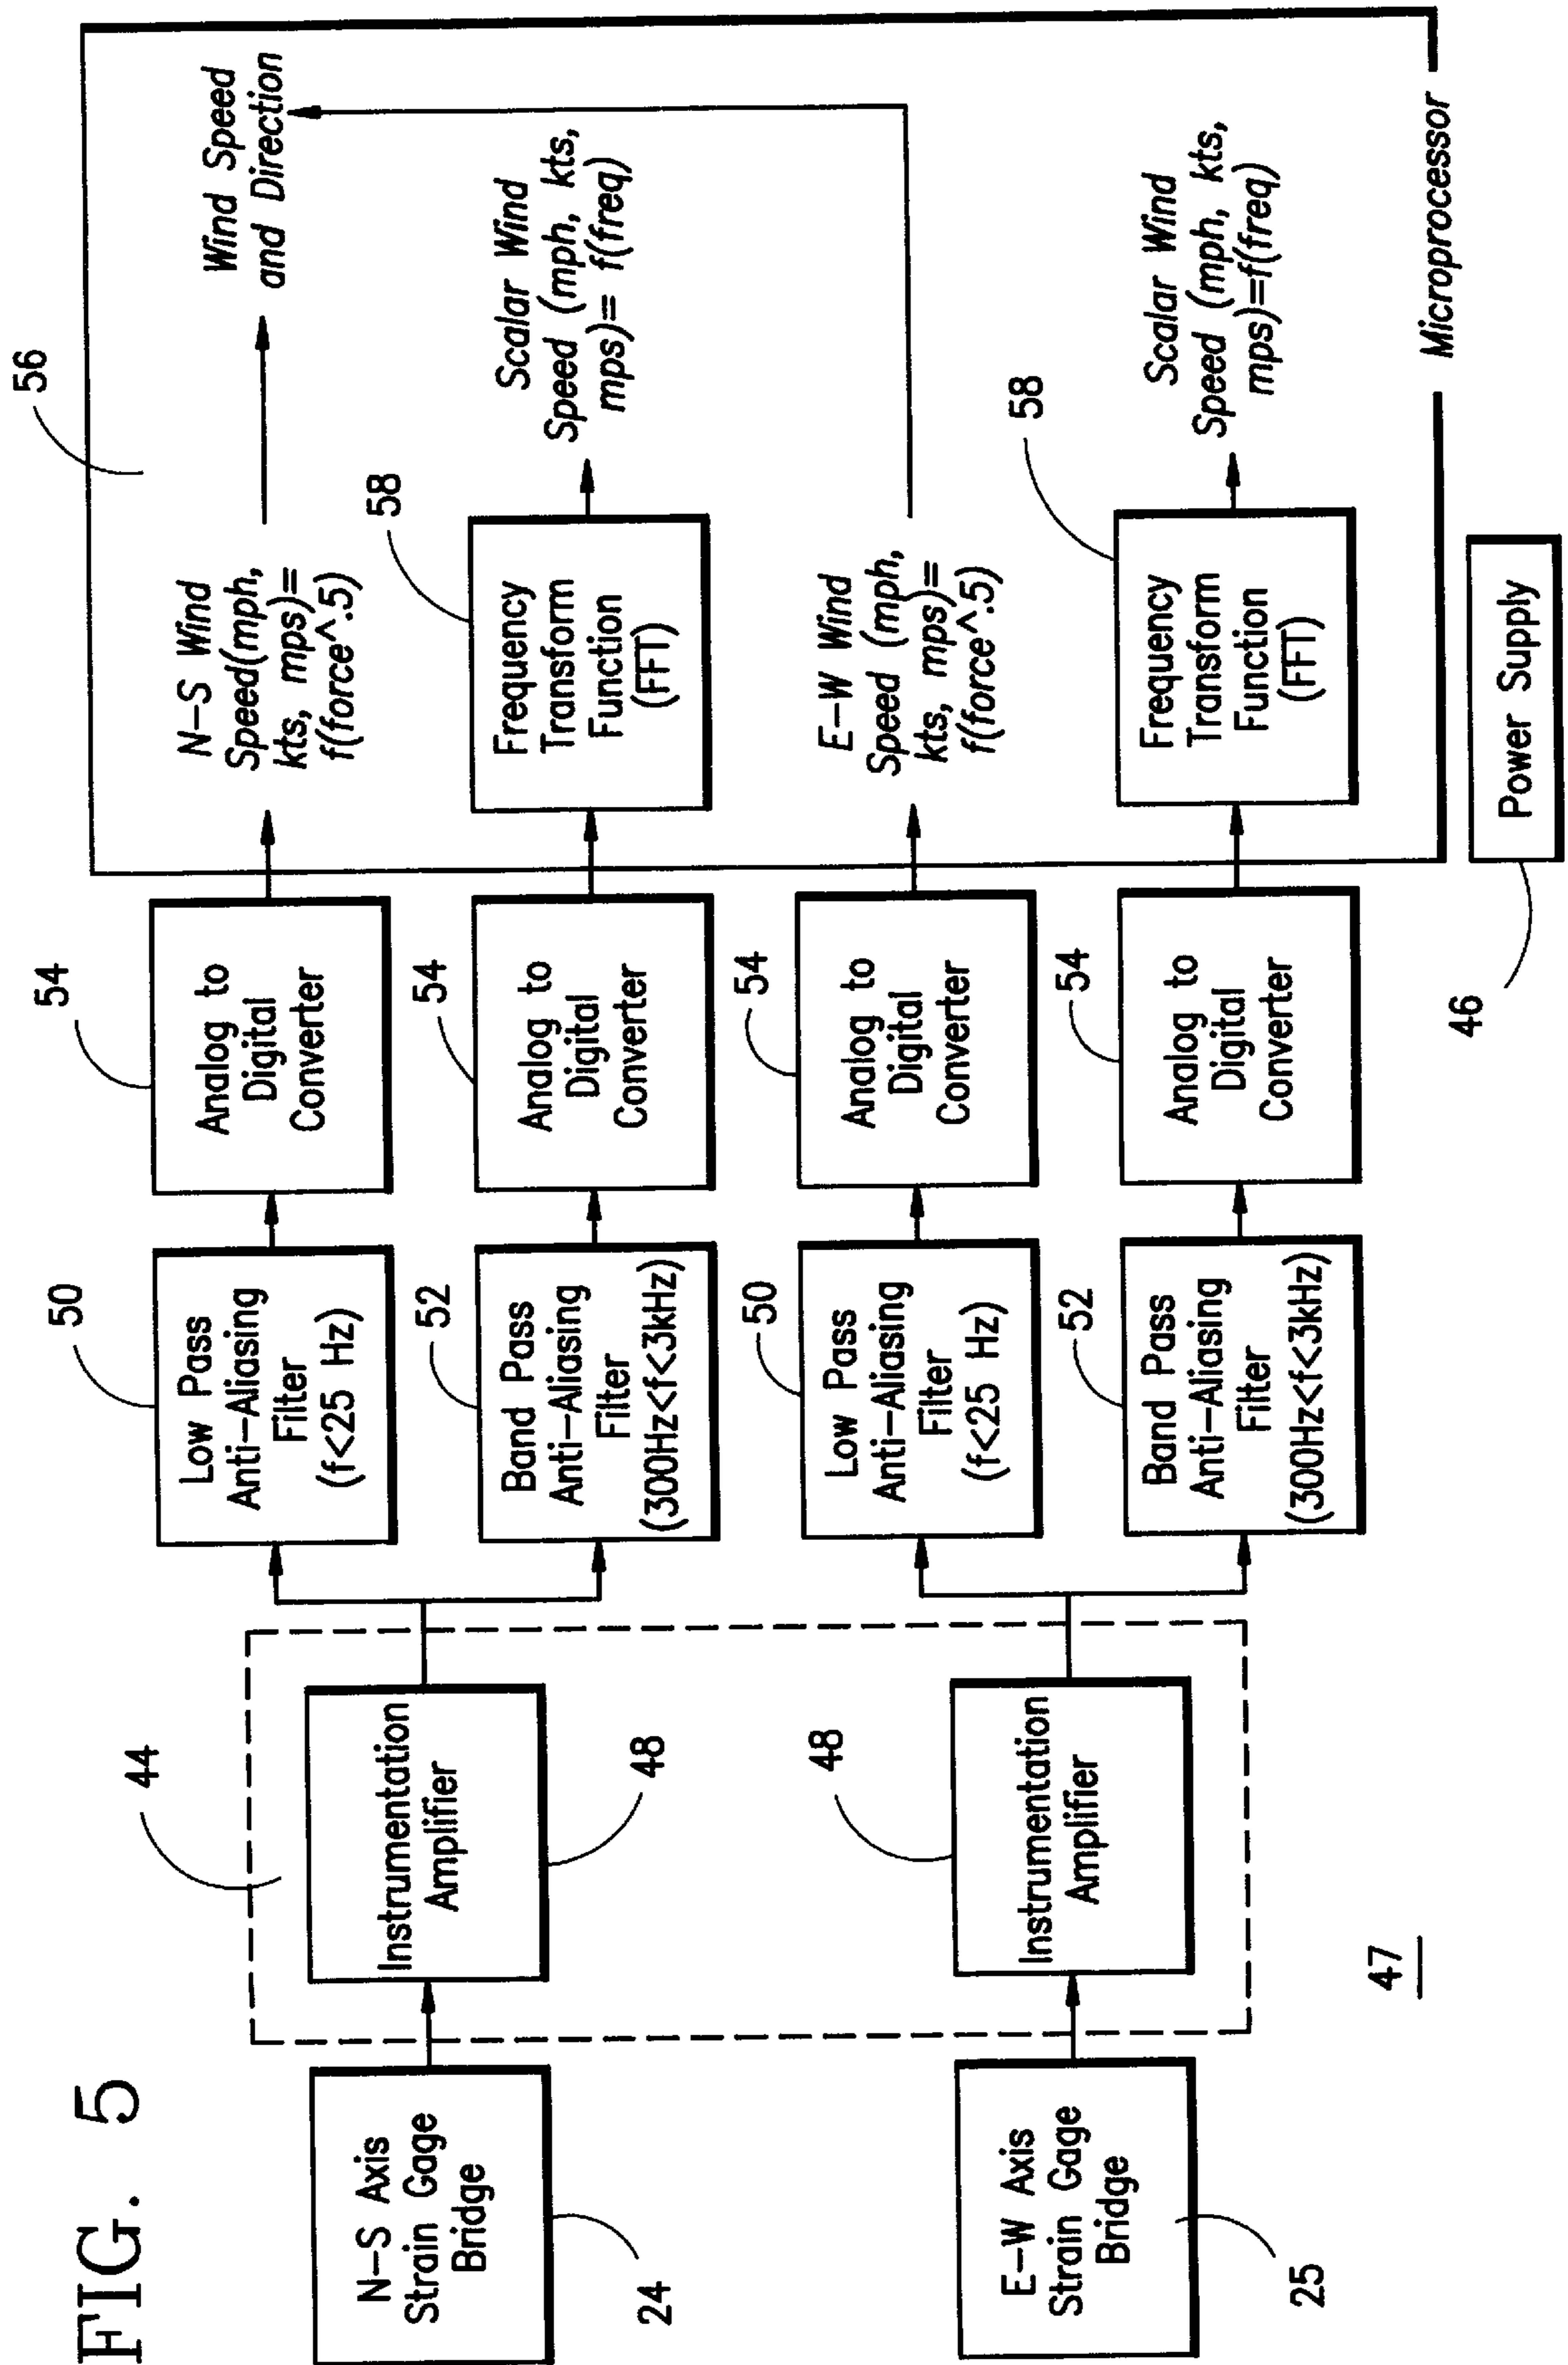 FIG. 5
N-S Axis
Strain Gage
Bridge
24
E-W Axis
Strain Gage
Bridge
25
44
Instrumentation
Amplifier
48
48
Instrumentation
Amplifier
47
50
Low Pass
Anti-Aliasing
Filter
(f<25 Hz)
52
Band Pass
Anti-Aliasing
Filter
(300Hz<f<3kHz)
50
Low Pass
Anti-Aliasing
Filter
(f<25 Hz)
52
Band Pass
Anti-Aliasing
Filter
(300Hz<f<3kHz)
54
Analog to
Digital
Converter
54
Analog to
Digital
Converter
54
Analog to
Digital
Converter
54
Analog to
Digital
Converter
56
N-S Wind
Speed(mph,
kts, mps)=
f(force^.5)
Wind Speed
and Direction
58
Frequency
Transform
Function
(FFT)
Scalar Wind
Speed (mph, kts,
mps)= f(freq)
E-W Wind
Speed (mph,
kts, mps)=
f(force^.5)
58
Frequency
Transform
Function
(FFT)
Scalar Wind
Speed (mph, kts,
mps)=f(freq)
Microprocessor
Power Supply
46